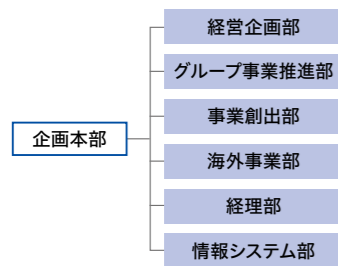 企画本部
経営企画部
グループ事業推進部
事業創出部
海外事業部
経理部
情報システム部